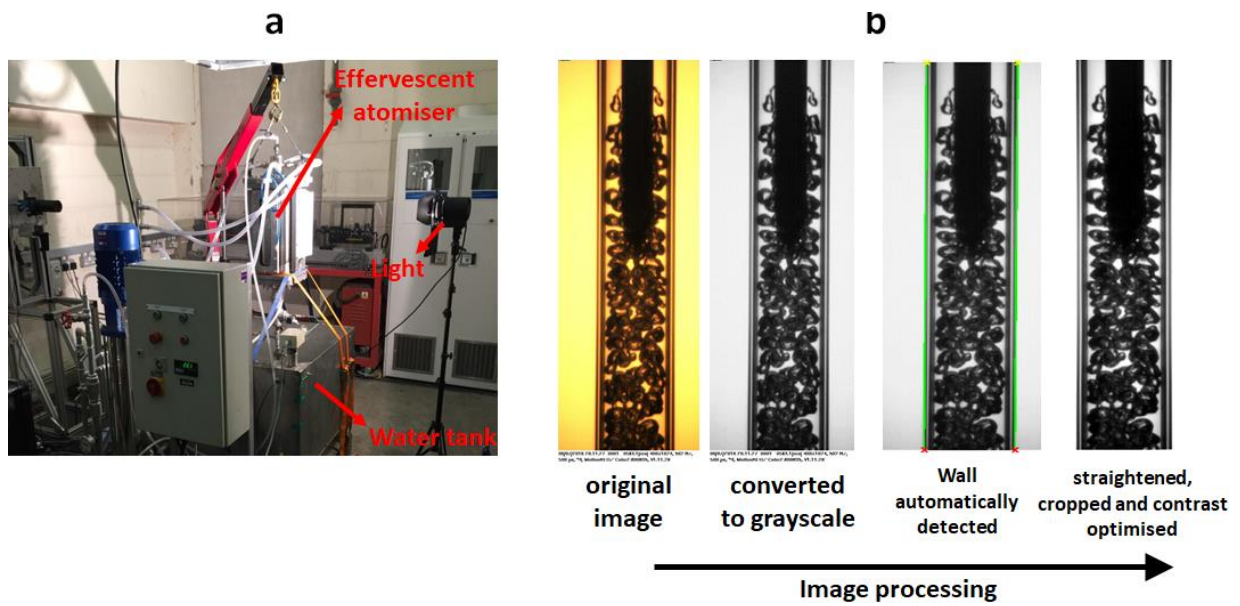 a
b
Effervescent
atomiser
Light
Water tank
original
image
converted
to grayscale
Wall
automatically
detected
straightened,
cropped and contrast
optimised
Image processing